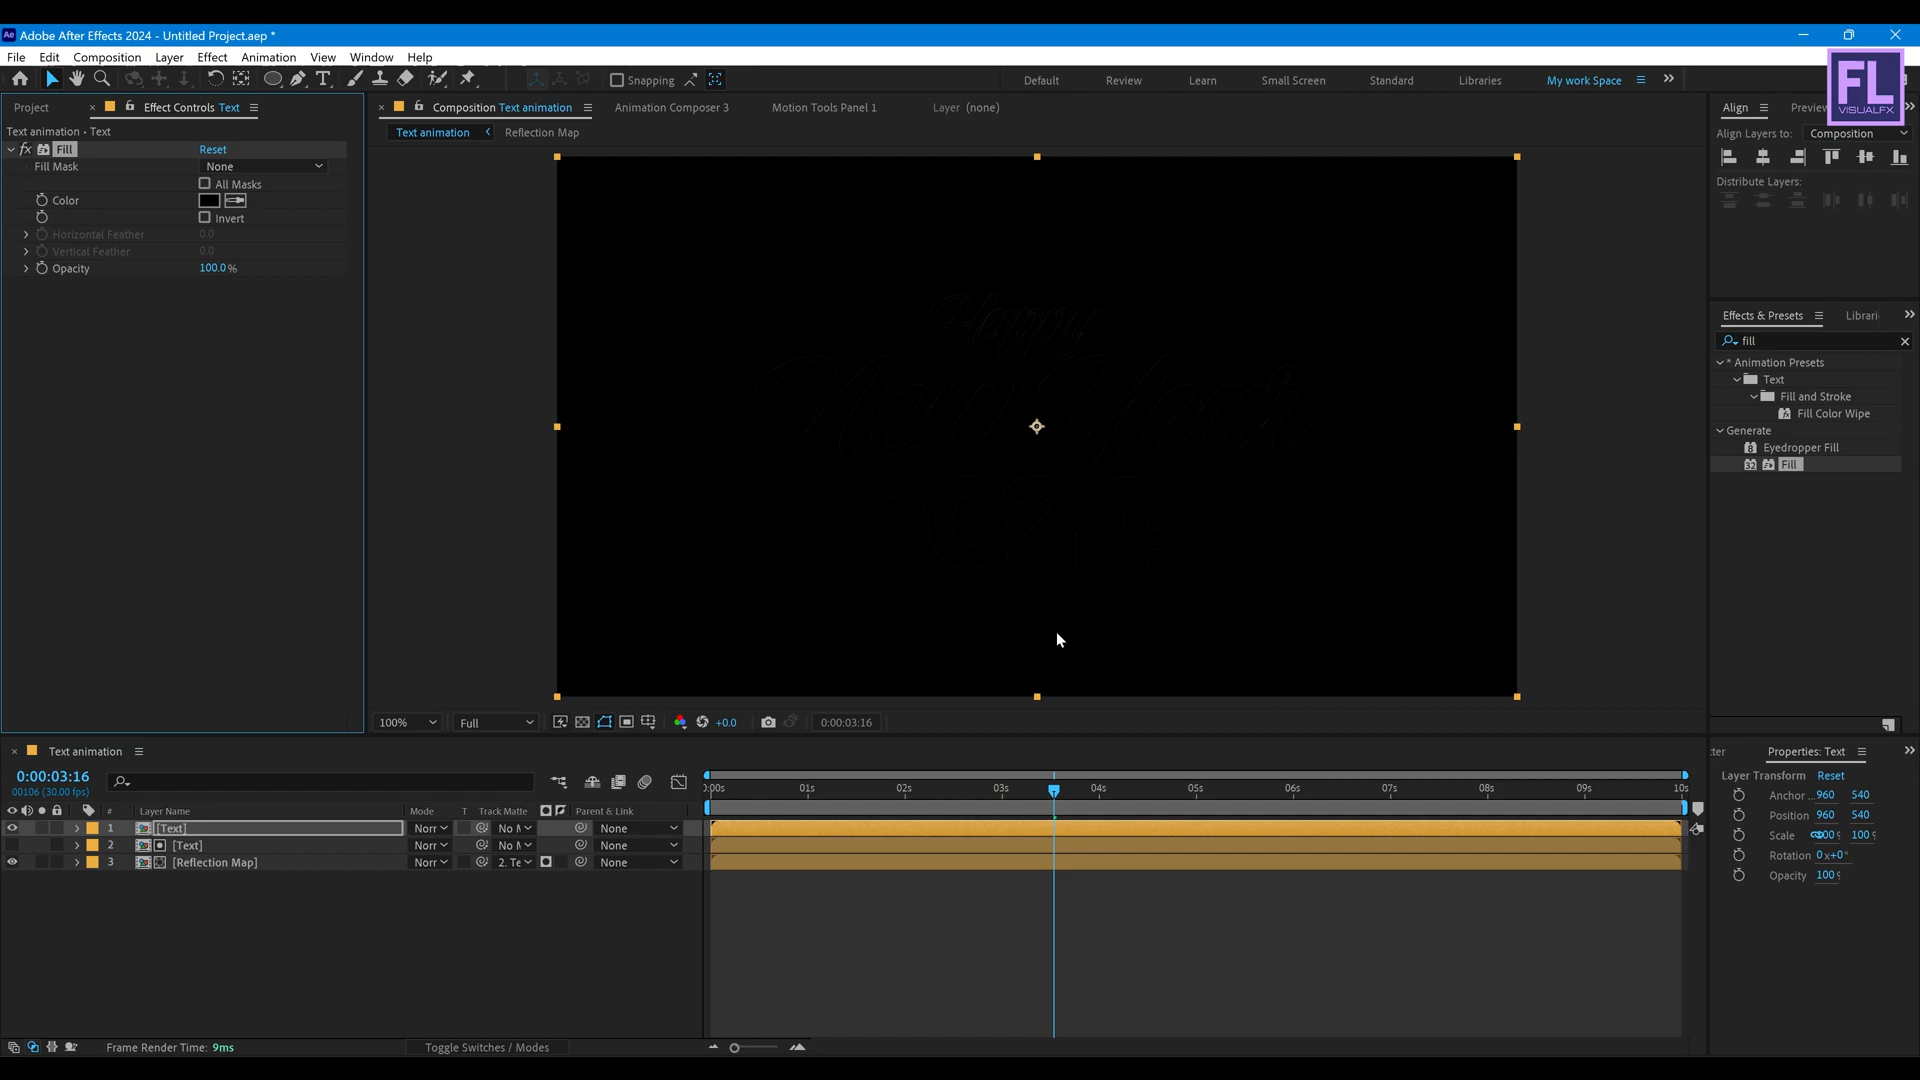 Adobe After Effects 2024 - Untitled Project.aep *
File Edit Composition Layer Effect Animation View Window Help
Snapping
Default Review Learn Small Screen Standard Libraries My work Space
FL
VISUALFX
Project Effect Controls Text
Composition Text animation Animation Composer 3 Motion Tools Panel 1 Layer (none)
Align Preview
Text animation • Text
Text animation Reflection Map
Align Layers to: Composition
fx Fill Reset
Fill Mask None
All Masks
Color
Invert
Horizontal Feather 0.0
Vertical Feather 0.0
Opacity 100.0 %
Distribute Layers:
Happy
New Year
2024
Effects & Presets Librari
fill
* Animation Presets
Text
Fill and Stroke
Fill Color Wipe
Generate
Eyedropper Fill
32 Fill
100% Full +0.0 0:00:03:16
Text animation
0:00:03:16
00106 (30.00 fps)
# Layer Name Mode T Track Matte Parent & Link
0:00s 01s 02s 03s 04s 05s 06s 07s 08s 09s 10s
1 [Text] Norr No M None
2 [Text] Norr No M None
3 [Reflection Map] Norr 2. Te None
Properties: Text
Layer Transform Reset
Anchor ... 960 540
Position 960 540
Scale 100 100
Rotation 0x+0°
Opacity 100
Frame Render Time: 9ms
Toggle Switches / Modes